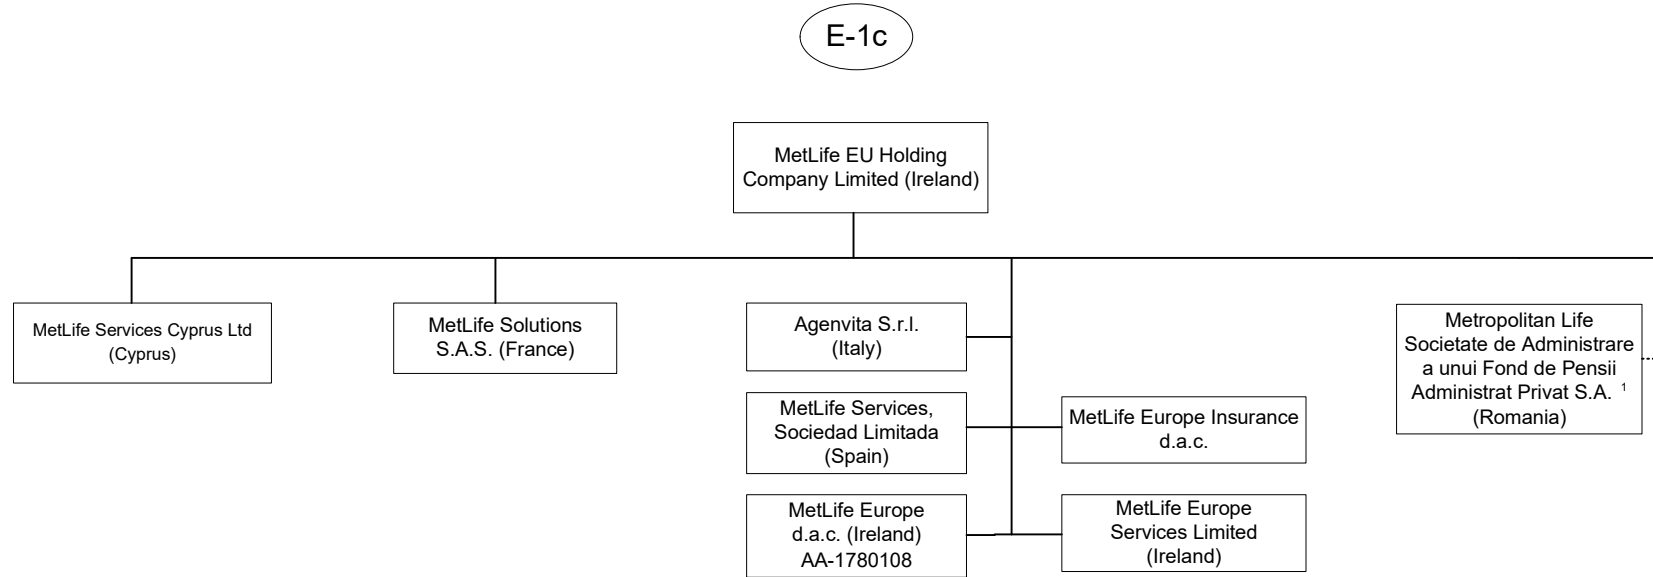 E-1c
MetLife EU Holding
Company Limited (Ireland)
MetLife Services Cyprus Ltd
(Cyprus)
MetLife Solutions
S.A.S. (France)
Agenvita S.r.l.
(Italy)
Metropolitan Life
Societate de Administrare
a unui Fond de Pensii
Administrat Privat S.A. ¹
(Romania)
MetLife Services,
Sociedad Limitada
(Spain)
MetLife Europe Insurance
d.a.c.
MetLife Europe
d.a.c. (Ireland)
AA-1780108
MetLife Europe
Services Limited
(Ireland)